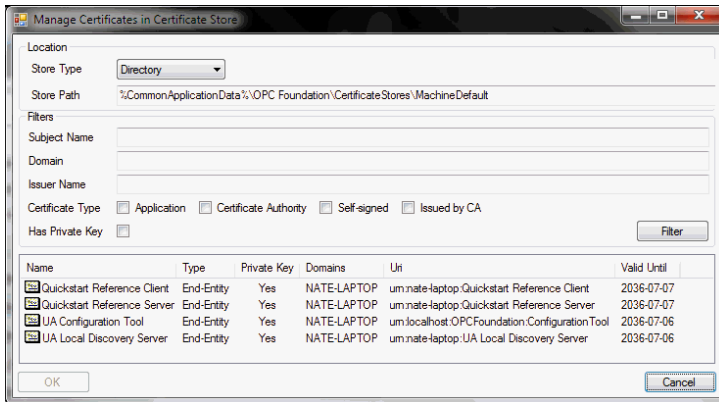 Manage Certificates in Certificate Store
Location
Store Type Directory
Store Path %CommonApplicationData%\OPC Foundation\CertificateStores\MachineDefault
Filters
Subject Name
Domain
Issuer Name
Certificate Type Application Certificate Authority Self-signed Issued by CA
Has Private Key Filter
Name Type Private Key Domains Uri Valid Until
Quickstart Reference Client End-Entity Yes NATE-LAPTOP urn:nate-laptop:Quickstart Reference Client 2036-07-07
Quickstart Reference Server End-Entity Yes NATE-LAPTOP urn:nate-laptop:Quickstart Reference Server 2036-07-07
UA Configuration Tool End-Entity Yes NATE-LAPTOP urn:localhost:OPCFoundation:ConfigurationTool 2036-07-06
UA Local Discovery Server End-Entity Yes NATE-LAPTOP urn:nate-laptop:UA Local Discovery Server 2036-07-06
OK Cancel